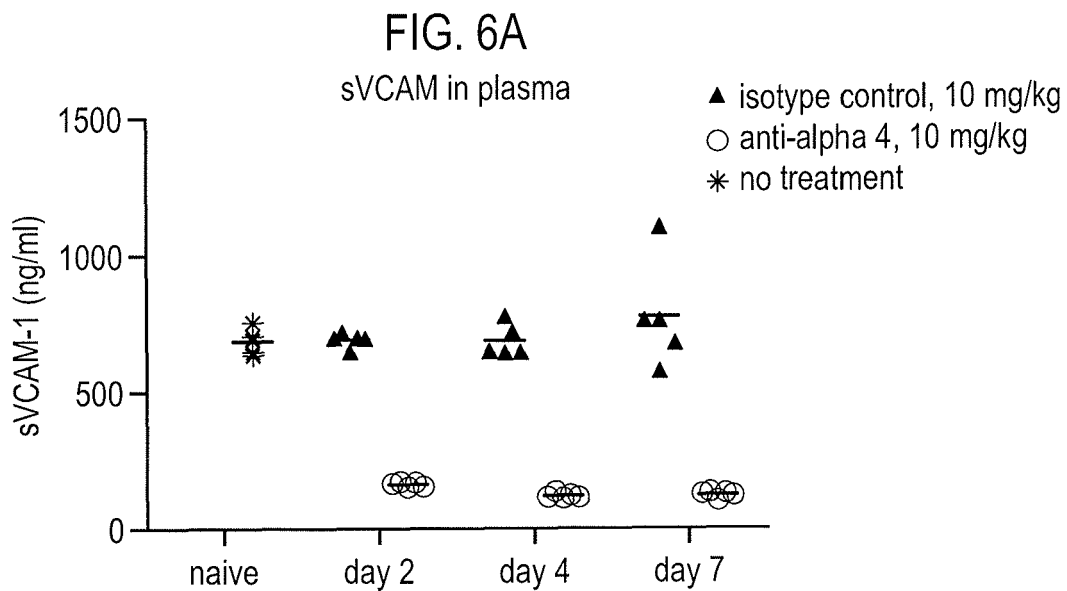 FIG. 6A
sVCAM in plasma
▲ isotype control, 10 mg/kg
○ anti-alpha 4, 10 mg/kg
✳ no treatment
sVCAM-1 (ng/ml)
1500
1000
500
0
naive day 2 day 4 day 7